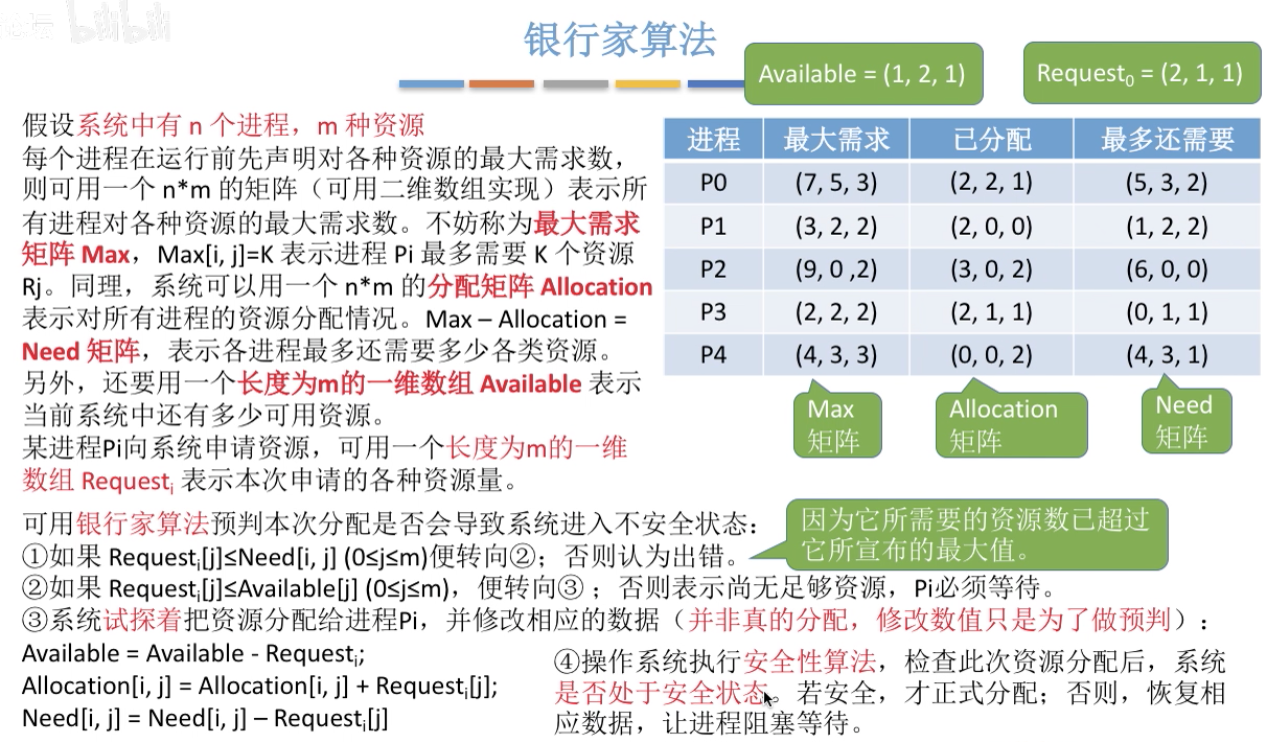 bilibili
银行家算法
Available = (1, 2, 1)
Request0 = (2, 1, 1)
假设系统中有 n 个进程，m 种资源
每个进程在运行前先声明对各种资源的最大需求数，
则可用一个 n*m 的矩阵（可用二维数组实现）表示所
有进程对各种资源的最大需求数。不妨称为最大需求
矩阵 Max，Max[i, j]=K 表示进程 Pi 最多需要 K 个资源
Rj。同理，系统可以用一个 n*m 的分配矩阵 Allocation
表示对所有进程的资源分配情况。Max – Allocation =
Need 矩阵，表示各进程最多还需要多少各类资源。
另外，还要用一个长度为m的一维数组 Available 表示
当前系统中还有多少可用资源。
某进程Pi向系统申请资源，可用一个长度为m的一维
数组 Requesti 表示本次申请的各种资源量。
进程 最大需求 已分配 最多还需要
P0 (7, 5, 3) (2, 2, 1) (5, 3, 2)
P1 (3, 2, 2) (2, 0, 0) (1, 2, 2)
P2 (9, 0 ,2) (3, 0, 2) (6, 0, 0)
P3 (2, 2, 2) (2, 1, 1) (0, 1, 1)
P4 (4, 3, 3) (0, 0, 2) (4, 3, 1)
Max
矩阵
Allocation
矩阵
Need
矩阵
可用银行家算法预判本次分配是否会导致系统进入不安全状态：
①如果 Requesti[j]≤Need[i, j] (0≤j≤m)便转向②；否则认为出错。
因为它所需要的资源数已超过
它所宣布的最大值。
②如果 Requesti[j]≤Available[j] (0≤j≤m)，便转向③ ；否则表示尚无足够资源，Pi必须等待。
③系统试探着把资源分配给进程Pi，并修改相应的数据（并非真的分配，修改数值只是为了做预判）：
Available = Available - Requesti;
Allocation[i, j] = Allocation[i, j] + Requesti[j];
Need[i, j] = Need[i, j] – Requesti[j]
④操作系统执行安全性算法，检查此次资源分配后，系统
是否处于安全状态。若安全，才正式分配；否则，恢复相
应数据，让进程阻塞等待。